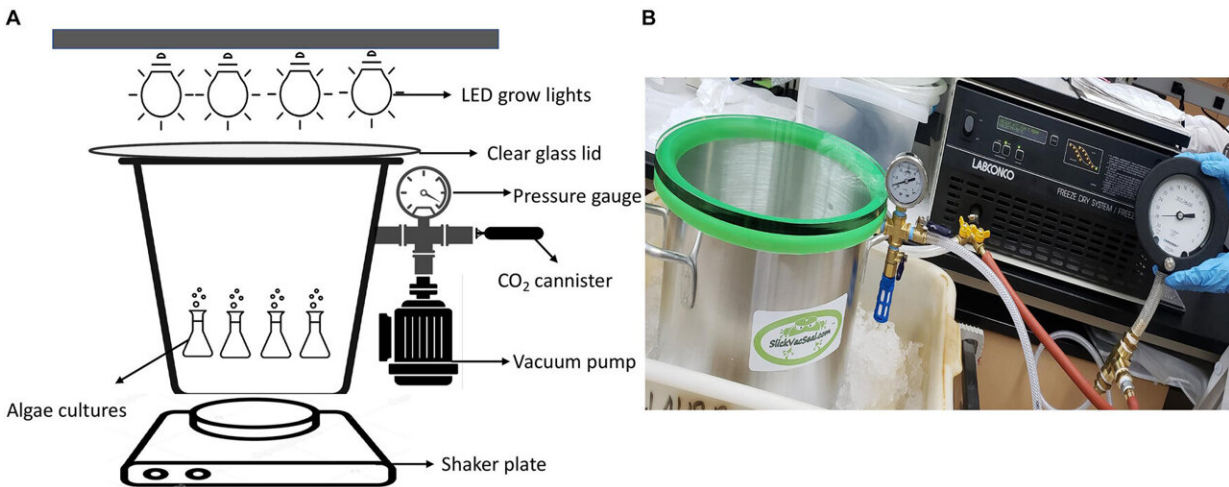 A
LED grow lights
Clear glass lid
Pressure gauge
CO₂ cannister
Vacuum pump
Algae cultures
Shaker plate
B
LABCONCO
FREEZE DRY SYSTEM / FREEZ
SlickVacSeal.com